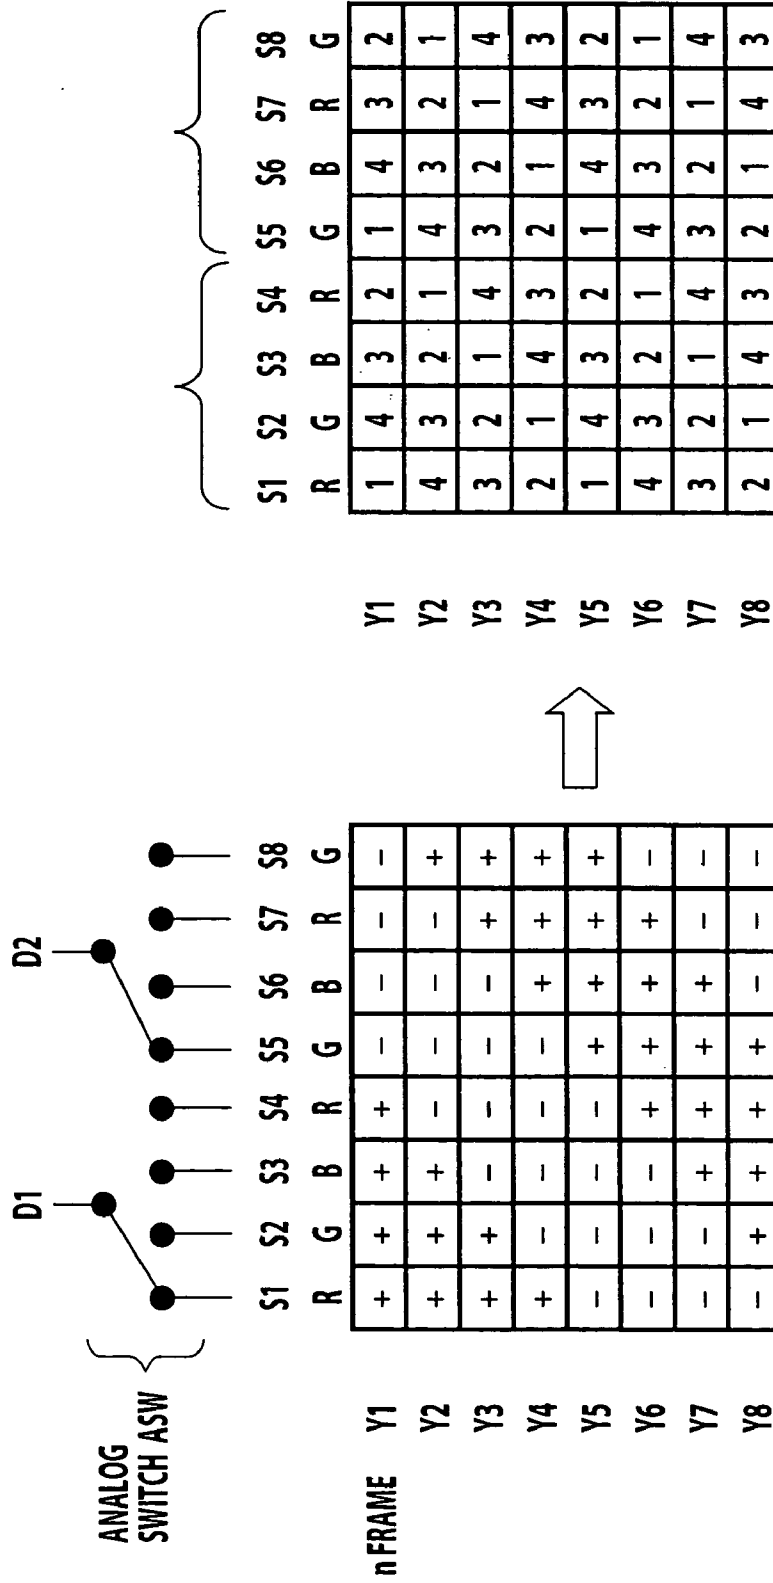 D1 D2
ANALOG
SWITCH ASW
S1 S2 S3 S4 S5 S6 S7 S8
R G B R G B R G
n FRAME
Y1 + + + + − − − −
Y2 + + + − − − − +
Y3 + + − − − − + +
Y4 + − − − − + + +
Y5 − − − − + + + +
Y6 − − − + + + + −
Y7 − − + + + + − −
Y8 − + + + + − − −
S1 S2 S3 S4 S5 S6 S7 S8
R G B R G B R G
Y1 1 4 3 2 1 4 3 2
Y2 4 3 2 1 4 3 2 1
Y3 3 2 1 4 3 2 1 4
Y4 2 1 4 3 2 1 4 3
Y5 1 4 3 2 1 4 3 2
Y6 4 3 2 1 4 3 2 1
Y7 3 2 1 4 3 2 1 4
Y8 2 1 4 3 2 1 4 3